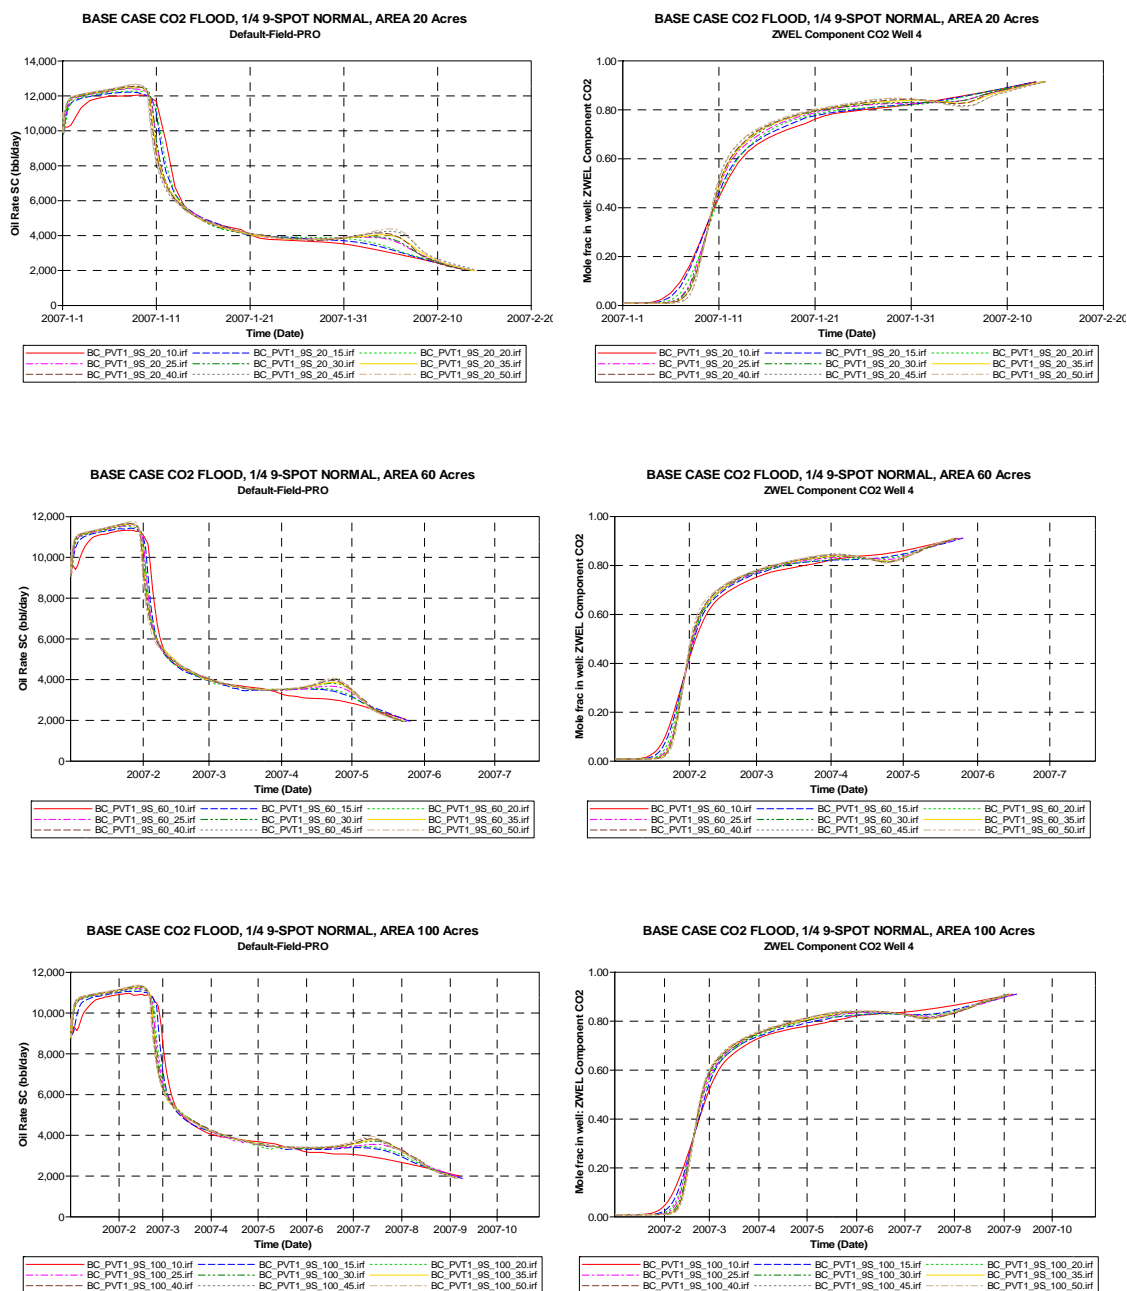 BASE CASE CO2 FLOOD, 1/4 9-SPOT NORMAL, AREA 20 Acres
Default-Field-PRO
Oil Rate SC (bbl/day)
14,000
12,000
10,000
8,000
6,000
4,000
2,000
0
2007-1-1 2007-1-11 2007-1-21 2007-1-31 2007-2-10 2007-2-20
Time (Date)
BC_PVT1_9S_20_10.irf BC_PVT1_9S_20_15.irf BC_PVT1_9S_20_20.irf
BC_PVT1_9S_20_25.irf BC_PVT1_9S_20_30.irf BC_PVT1_9S_20_35.irf
BC_PVT1_9S_20_40.irf BC_PVT1_9S_20_45.irf BC_PVT1_9S_20_50.irf
BASE CASE CO2 FLOOD, 1/4 9-SPOT NORMAL, AREA 20 Acres
ZWEL Component CO2 Well 4
Mole frac in well: ZWEL Component CO2
1.00
0.80
0.60
0.40
0.20
0.00
2007-1-1 2007-1-11 2007-1-21 2007-1-31 2007-2-10 2007-2-20
Time (Date)
BC_PVT1_9S_20_10.irf BC_PVT1_9S_20_15.irf BC_PVT1_9S_20_20.irf
BC_PVT1_9S_20_25.irf BC_PVT1_9S_20_30.irf BC_PVT1_9S_20_35.irf
BC_PVT1_9S_20_40.irf BC_PVT1_9S_20_45.irf BC_PVT1_9S_20_50.irf
BASE CASE CO2 FLOOD, 1/4 9-SPOT NORMAL, AREA 60 Acres
Default-Field-PRO
Oil Rate SC (bbl/day)
12,000
10,000
8,000
6,000
4,000
2,000
0
2007-2 2007-3 2007-4 2007-5 2007-6 2007-7
Time (Date)
BC_PVT1_9S_60_10.irf BC_PVT1_9S_60_15.irf BC_PVT1_9S_60_20.irf
BC_PVT1_9S_60_25.irf BC_PVT1_9S_60_30.irf BC_PVT1_9S_60_35.irf
BC_PVT1_9S_60_40.irf BC_PVT1_9S_60_45.irf BC_PVT1_9S_60_50.irf
BASE CASE CO2 FLOOD, 1/4 9-SPOT NORMAL, AREA 60 Acres
ZWEL Component CO2 Well 4
Mole frac in well: ZWEL Component CO2
1.00
0.80
0.60
0.40
0.20
0.00
2007-2 2007-3 2007-4 2007-5 2007-6 2007-7
Time (Date)
BC_PVT1_9S_60_10.irf BC_PVT1_9S_60_15.irf BC_PVT1_9S_60_20.irf
BC_PVT1_9S_60_25.irf BC_PVT1_9S_60_30.irf BC_PVT1_9S_60_35.irf
BC_PVT1_9S_60_40.irf BC_PVT1_9S_60_45.irf BC_PVT1_9S_60_50.irf
BASE CASE CO2 FLOOD, 1/4 9-SPOT NORMAL, AREA 100 Acres
Default-Field-PRO
Oil Rate SC (bbl/day)
12,000
10,000
8,000
6,000
4,000
2,000
0
2007-2 2007-3 2007-4 2007-5 2007-6 2007-7 2007-8 2007-9 2007-10
Time (Date)
BC_PVT1_9S_100_10.irf BC_PVT1_9S_100_15.irf BC_PVT1_9S_100_20.irf
BC_PVT1_9S_100_25.irf BC_PVT1_9S_100_30.irf BC_PVT1_9S_100_35.irf
BC_PVT1_9S_100_40.irf BC_PVT1_9S_100_45.irf BC_PVT1_9S_100_50.irf
BASE CASE CO2 FLOOD, 1/4 9-SPOT NORMAL, AREA 100 Acres
ZWEL Component CO2 Well 4
Mole frac in well: ZWEL Component CO2
1.00
0.80
0.60
0.40
0.20
0.00
2007-2 2007-3 2007-4 2007-5 2007-6 2007-7 2007-8 2007-9 2007-10
Time (Date)
BC_PVT1_9S_100_10.irf BC_PVT1_9S_100_15.irf BC_PVT1_9S_100_20.irf
BC_PVT1_9S_100_25.irf BC_PVT1_9S_100_30.irf BC_PVT1_9S_100_35.irf
BC_PVT1_9S_100_40.irf BC_PVT1_9S_100_45.irf BC_PVT1_9S_100_50.irf